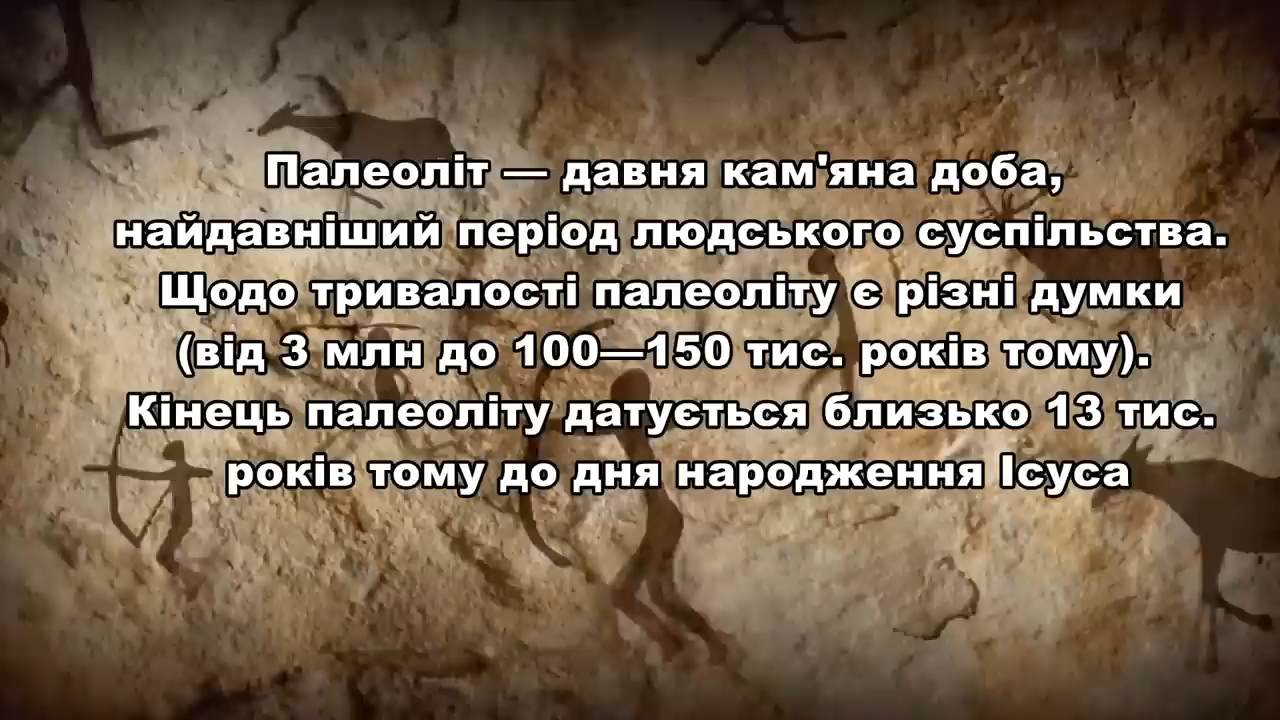 Палеоліт — давня кам'яна доба,
найдавніший період людського суспільства.
Щодо тривалості палеоліту є різні думки
(від 3 млн до 100—150 тис. років тому).
Кінець палеоліту датується близько 13 тис.
років тому до дня народження Ісуса